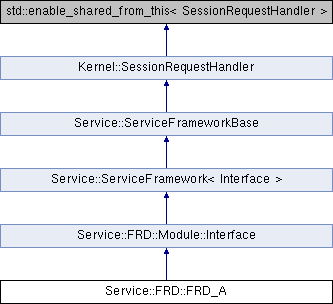 std::enable_shared_from_this< SessionRequestHandler >
Kernel::SessionRequestHandler
Service::ServiceFrameworkBase
Service::ServiceFramework< Interface >
Service::FRD::Module::Interface
Service::FRD::FRD_A